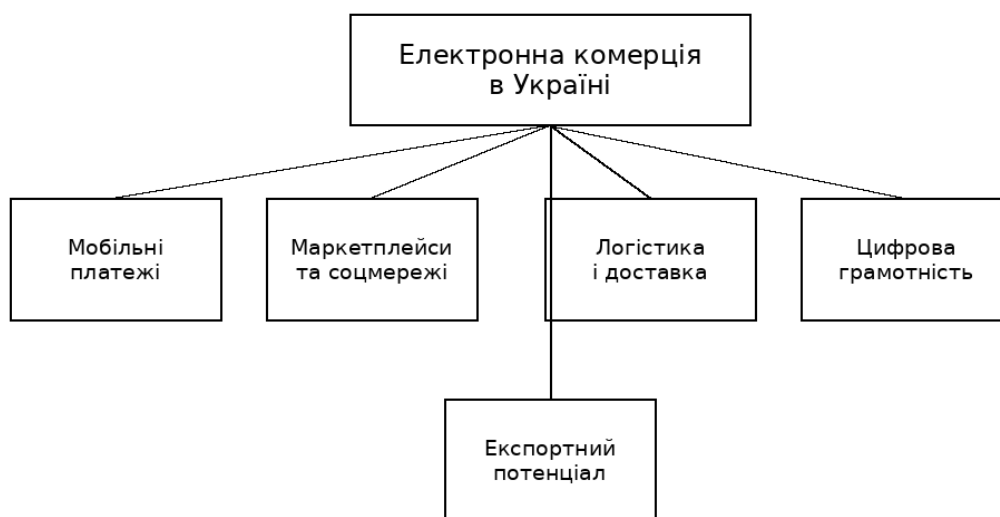 Електронна комерція
в Україні
Мобільні
платежі
Маркетплейси
та соцмережі
Логістика
і доставка
Цифрова
грамотність
Експортний
потенціал